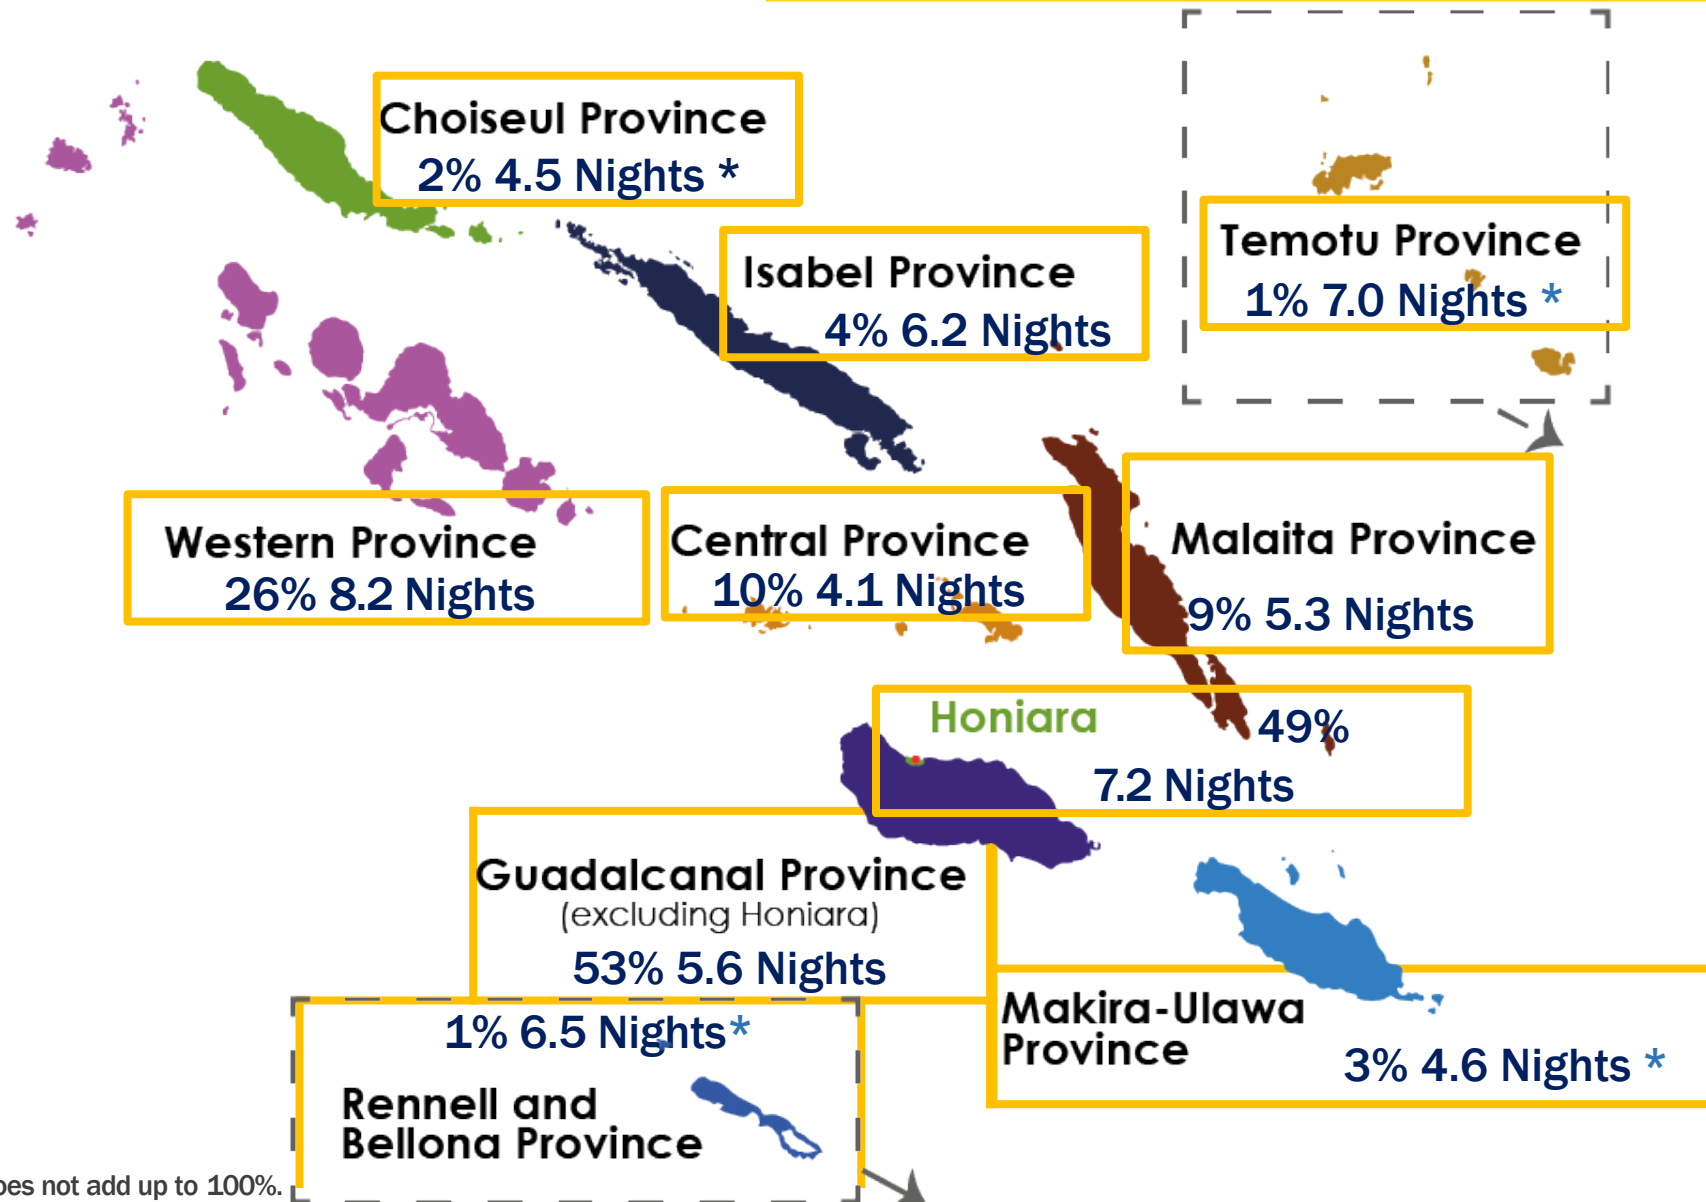 Choiseul Province
2% 4.5 Nights *
Isabel Province
4% 6.2 Nights
Temotu Province
1% 7.0 Nights *
Western Province
26% 8.2 Nights
Central Province
10% 4.1 Nights
Malaita Province
9% 5.3 Nights
Honiara
49%
7.2 Nights
Guadalcanal Province
(excluding Honiara)
53% 5.6 Nights
Makira-Ulawa
Province
3% 4.6 Nights *
1% 6.5 Nights*
Rennell and
Bellona Province
not add up to 100%.